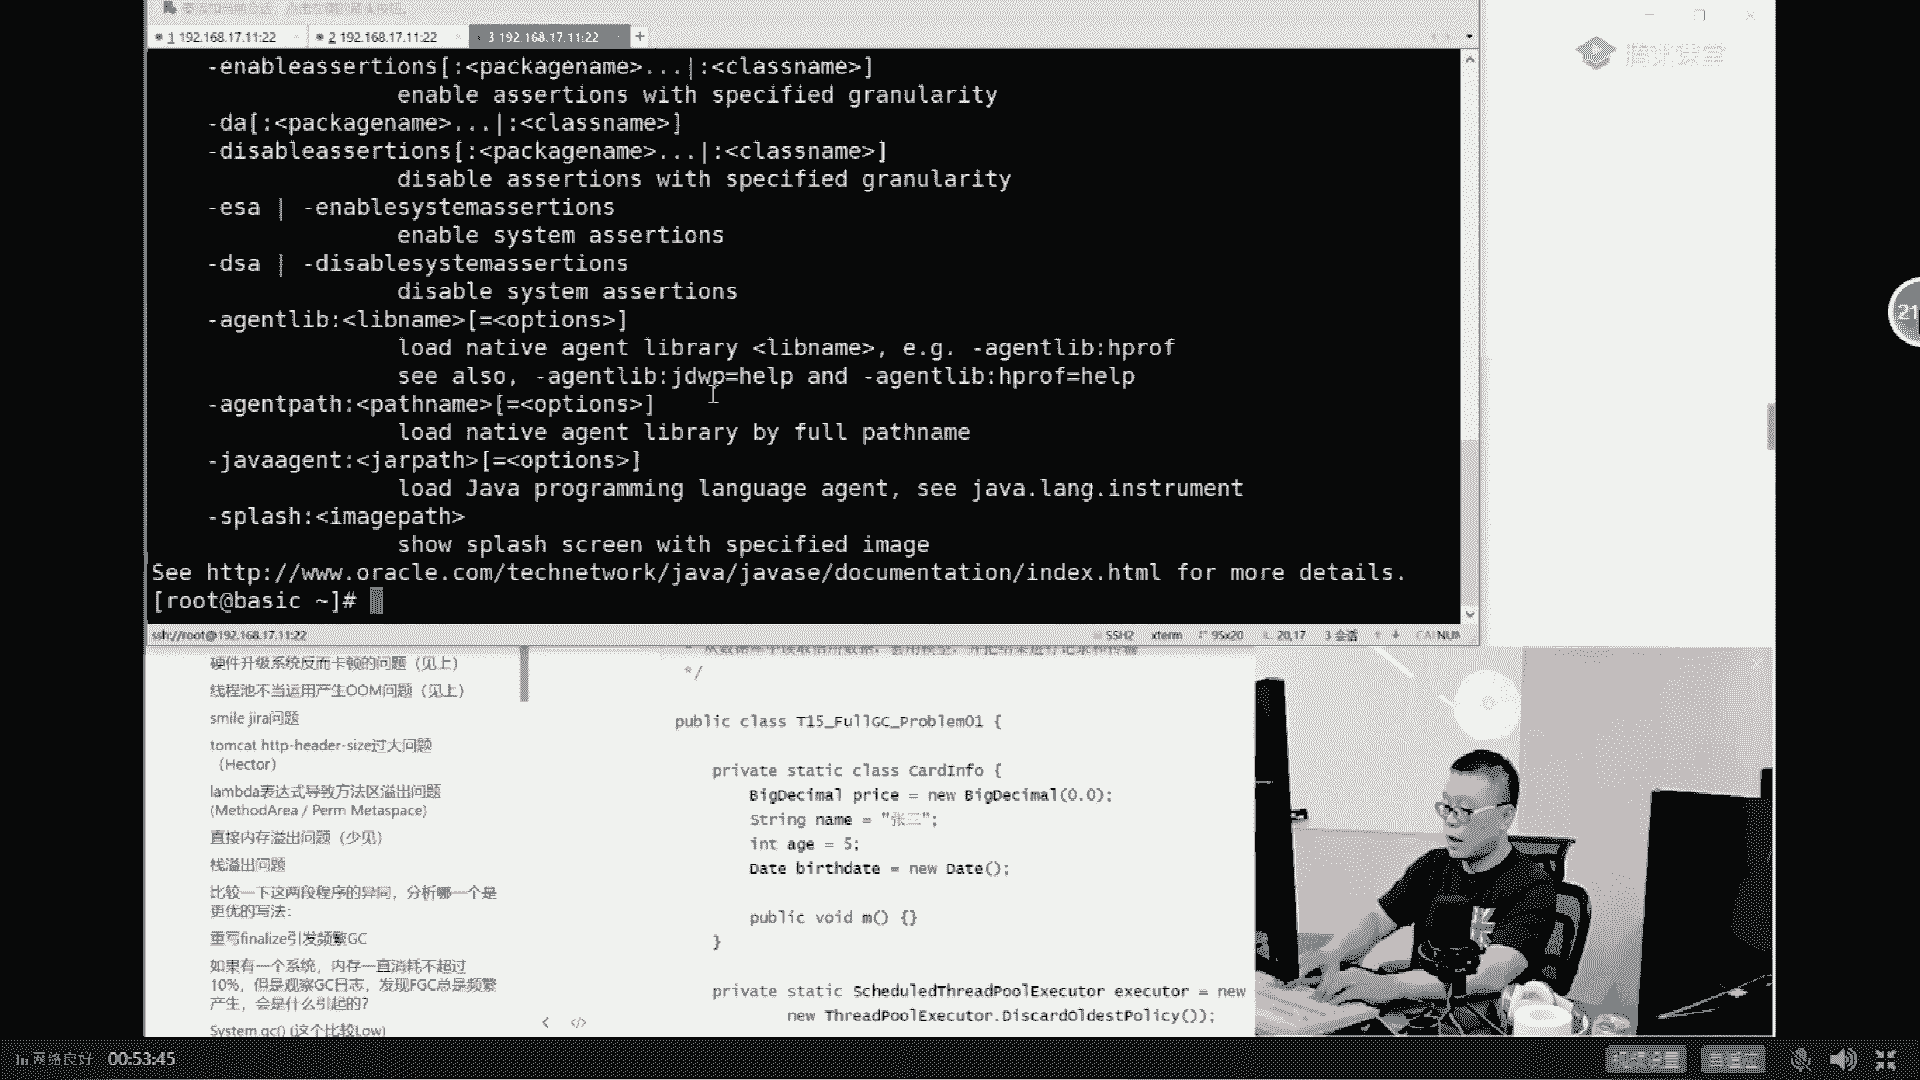 1 192.168.17.11:22
2 192.168.17.11:22
3 192.168.17.11:22
+
腾讯课堂
-enableassertions[:<packagename>...|:<classname>]
enable assertions with specified granularity
-da[:<packagename>...|:<classname>]
-disableassertions[:<packagename>...|:<classname>]
disable assertions with specified granularity
-esa | -enablesystemassertions
enable system assertions
-dsa | -disablesystemassertions
disable system assertions
-agentlib:<libname>[=<options>]
load native agent library <libname>, e.g. -agentlib:hprof
see also, -agentlib:jdwp=help and -agentlib:hprof=help
-agentpath:<pathname>[=<options>]
load native agent library by full pathname
-javaagent:<jarpath>[=<options>]
load Java programming language agent, see java.lang.instrument
-splash:<imagepath>
show splash screen with specified image
See http://www.oracle.com/technetwork/java/javase/documentation/index.html for more details.
[root@basic ~]#
ssh://root@192.168.17.11:22
SSH2
xterm
95x20
20,17
3 会话
CAP NUM
21
硬件升级系统反而卡顿的问题（见上）
线程池不当运用产生OOM问题（见上）
smile jira问题
tomcat http-header-size过大问题
（Hector）
lambda表达式导致方法区溢出问题
(MethodArea / Perm Metaspace)
直接内存溢出问题（少见）
栈溢出问题
比较一下这两段程序的异同，分析哪一个是
更优的写法：
重写finalize引发频繁GC
如果有一个系统，内存一直消耗不超过
10%，但是观察GC日志，发现FGC总是频繁
产生，会是什么引起的？
System.gc() (这个比较Low)
*/
public class T15_FullGC_Problem01 {
private static class CardInfo {
BigDecimal price = new BigDecimal(0.0);
String name = "张三";
int age = 5;
Date birthdate = new Date();
public void m() {}
}
private static ScheduledThreadPoolExecutor executor = new
new ThreadPoolExecutor.DiscardOldestPolicy());
网络良好
00:53:45